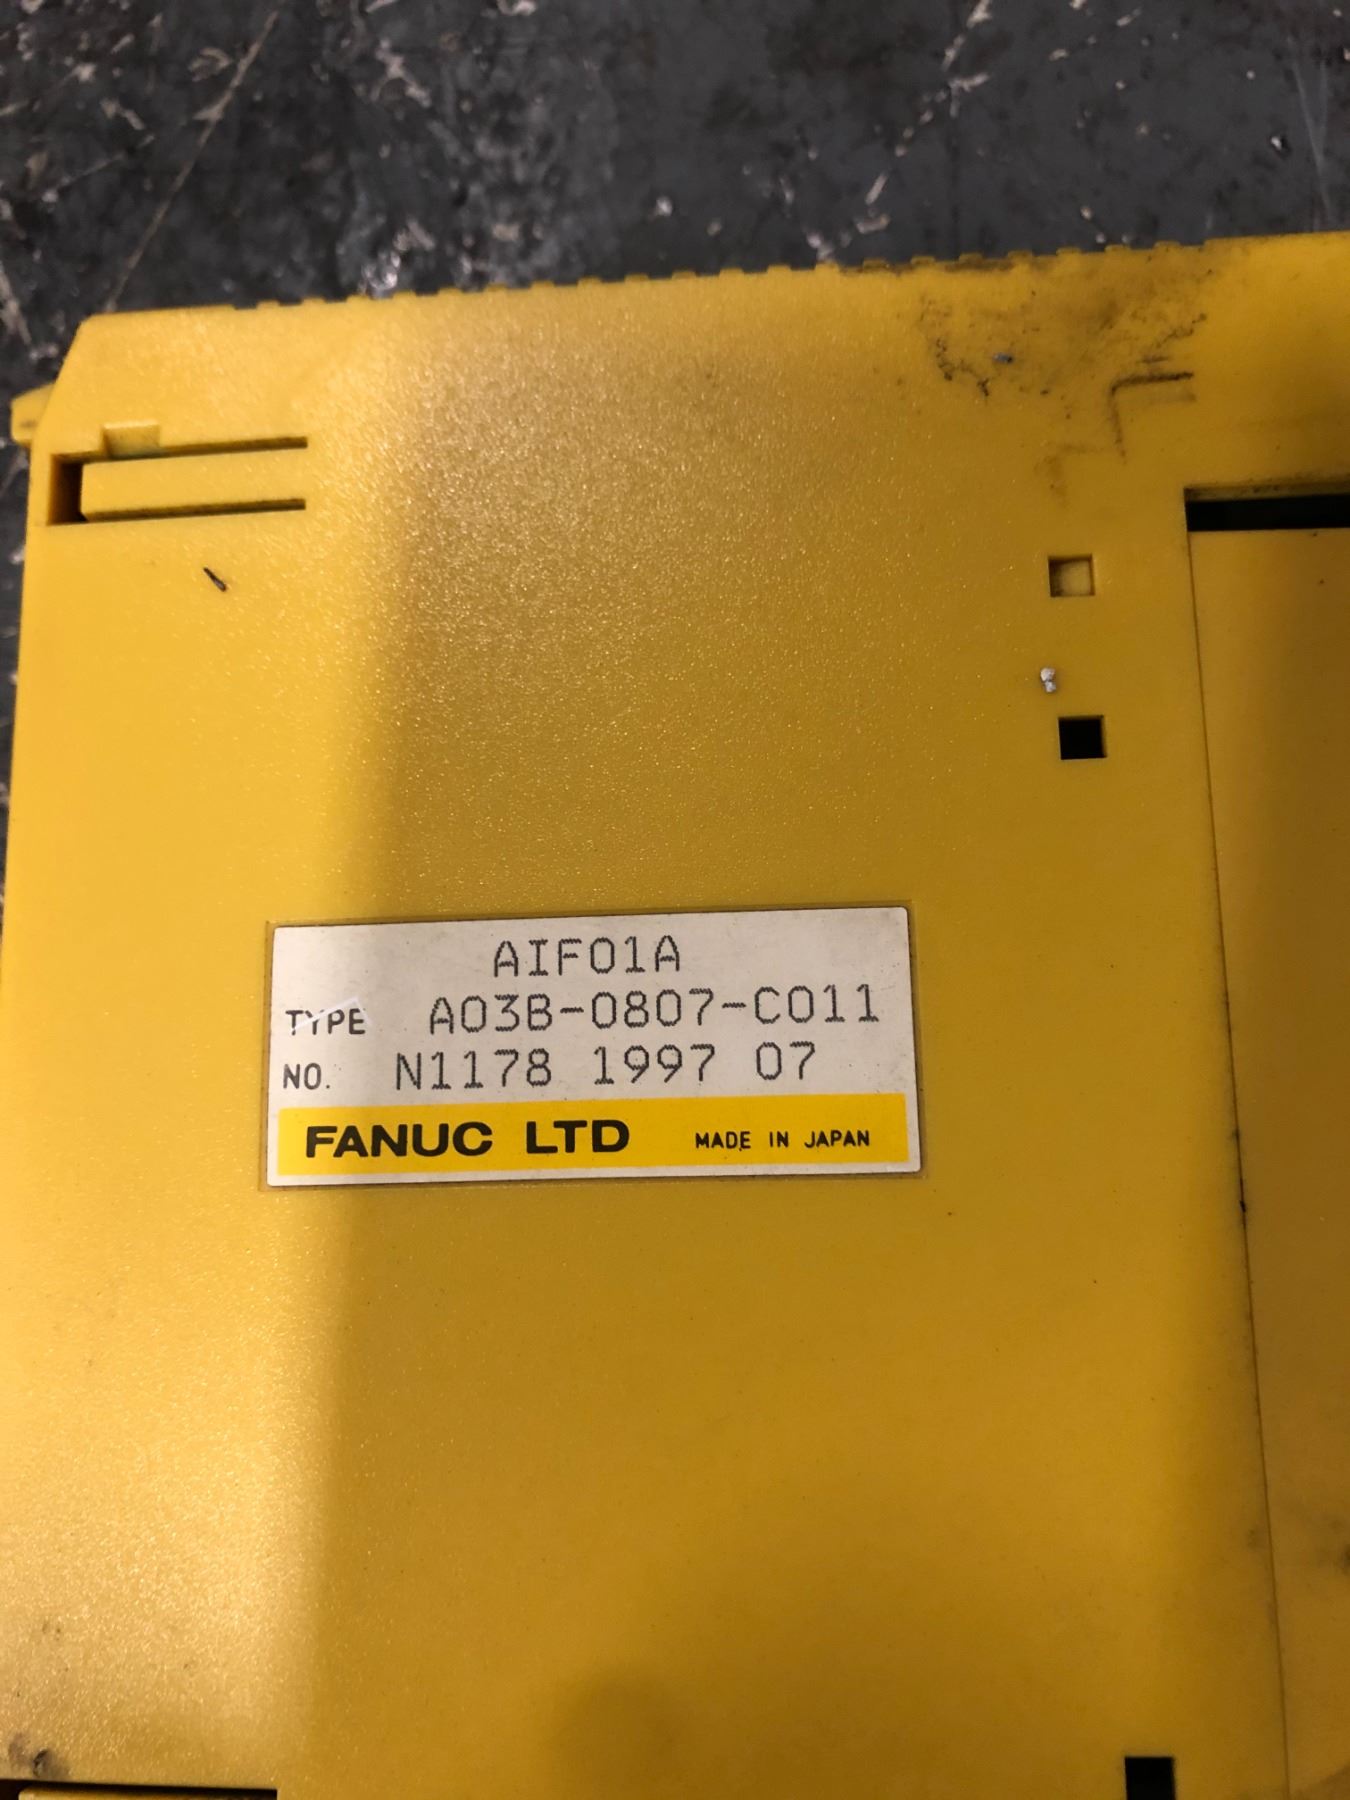 AIF01A
TYPE A03B-0807-C011
NO. N1178 1997 07
FANUC LTD MADE IN JAPAN